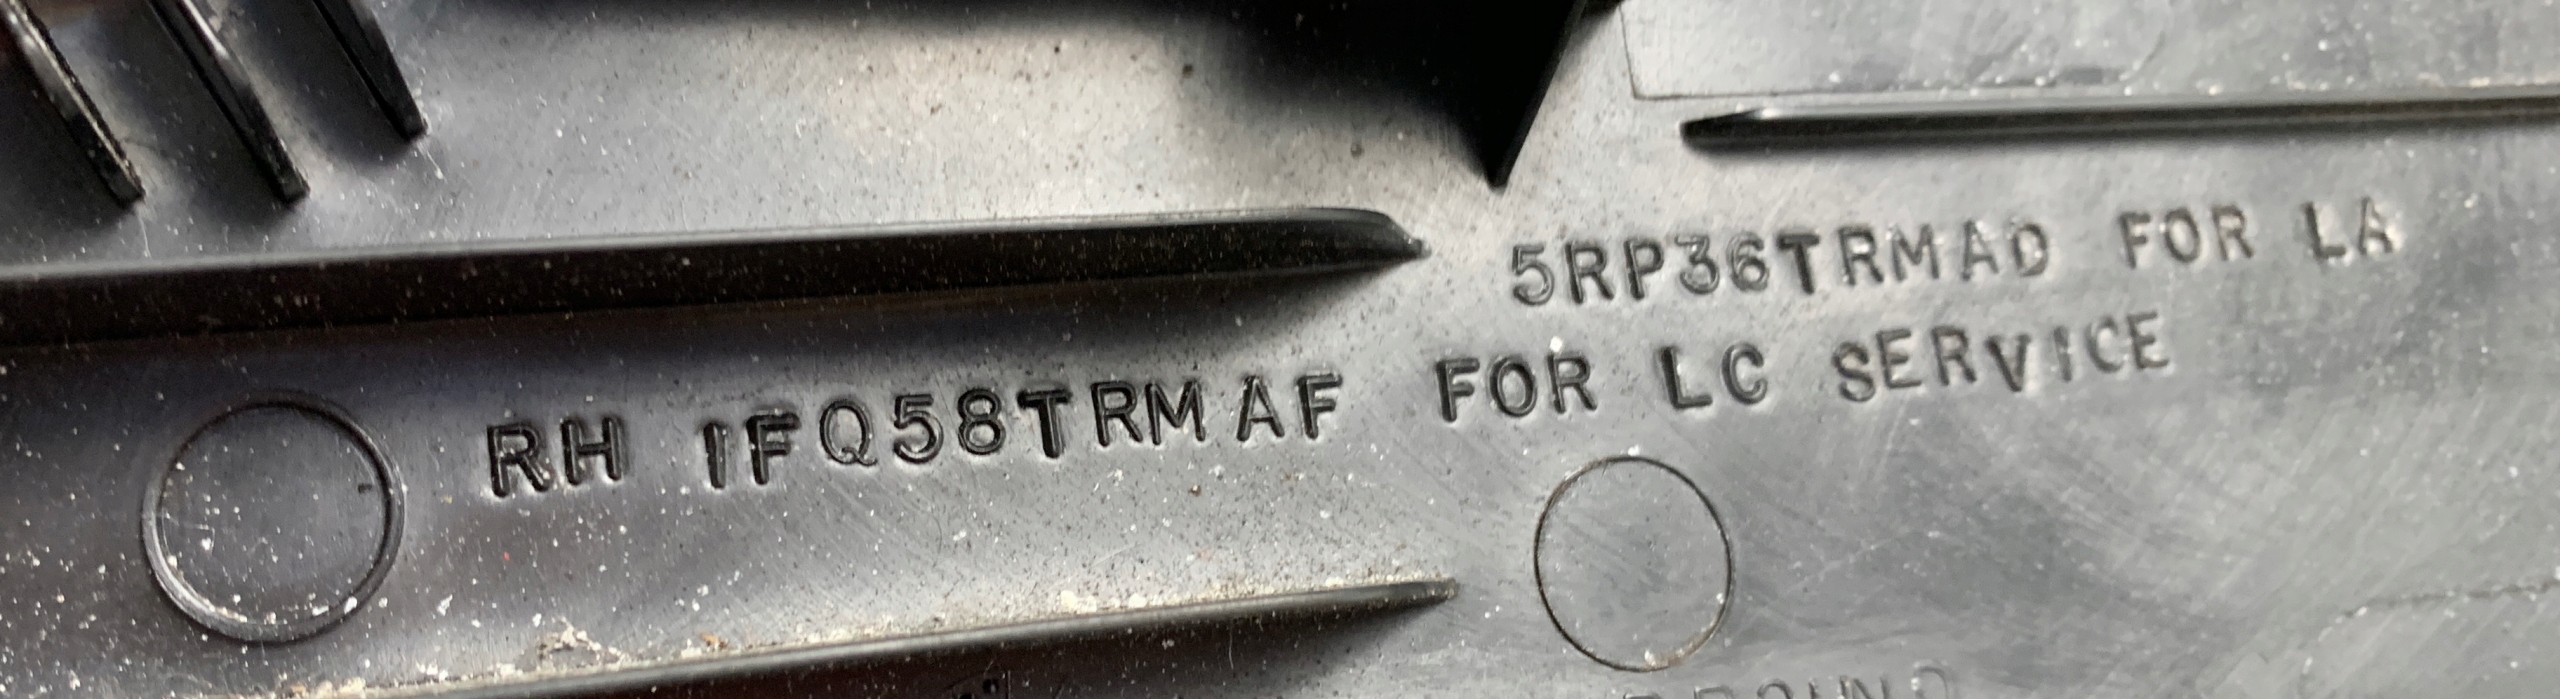 5RP36TRMAD FOR LA
RH 1FQ58TRMAF FOR LC SERVICE